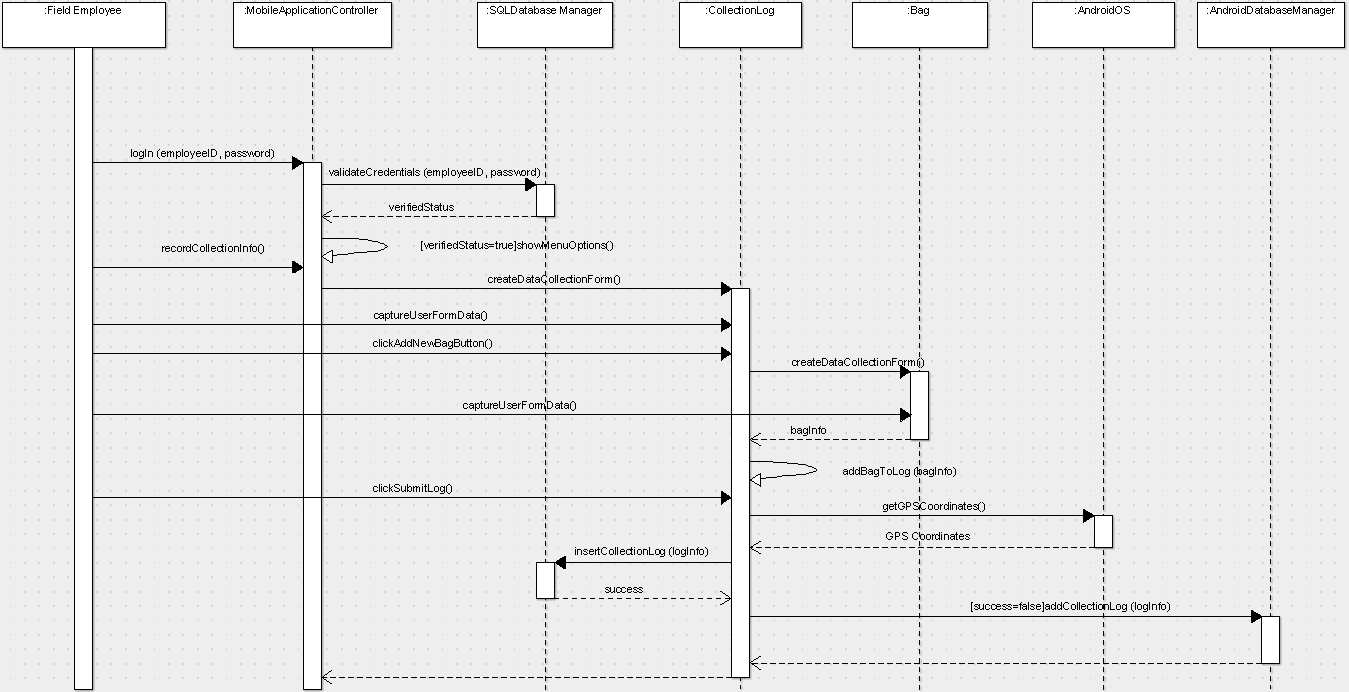 :Field Employee
:MobileApplicationController
:SQLDatabase Manager
:CollectionLog
:Bag
:AndroidOS
:AndroidDatabaseManager
logIn (employeeID, password)
validateCredentials (employeeID, password)
verifiedStatus
recordCollectionInfo()
[verifiedStatus=true]showMenuOptions()
createDataCollectionForm()
captureUserFormData()
clickAddNewBagButton()
createDataCollectionForm()
captureUserFormData()
bagInfo
addBagToLog (bagInfo)
clickSubmitLog()
getGPSCoordinates()
GPS Coordinates
insertCollectionLog (logInfo)
success
[success=false]addCollectionLog (logInfo)